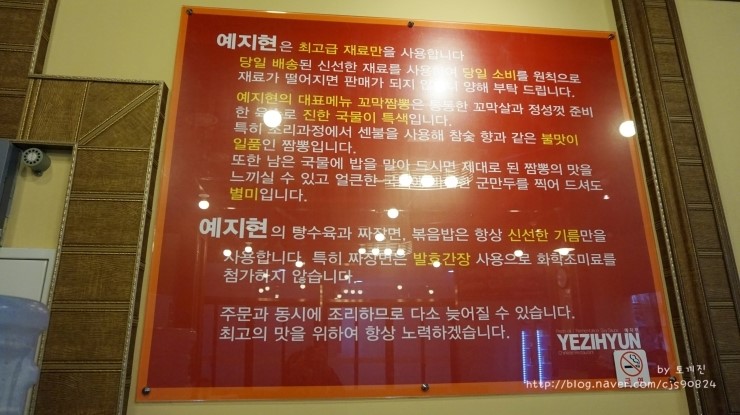 예지현은 최고급 재료만을 사용합니다
당일 배송된 신선한 재료를 사용 당일 소비를 원칙으로
재료가 떨어지면 판매가 되지 양해 부탁 드립니다.
예지현의 대표메뉴 꼬막짬뽕은 꼬막살과 정성껏 준비
한 진한 국물이 특색입니다.
특히 조리과정에서 센불을 사용해 참숯 향과 같은 불맛이
일품인 짬뽕입니다.
또한 남은 국물에 밥을 말아 드시면 제대로 된 짬뽕의 맛을
느끼실 수 있고 얼큰한 군만두를 찍어 드셔도
별미입니다.
예지현의 탕수육과 짜장면, 볶음밥은 항상 신선한 기름만을
사용합니다. 특히 짜장면은 발효간장 사용으로 화학조미료를
첨가하지 않습니다.
주문과 동시에 조리하므로 다소 늦어질 수 있습니다.
최고의 맛을 위하여 항상 노력하겠습니다.
예지현
YEZIHYUN
by 토게진
http://blog.naver.com/cjs90824